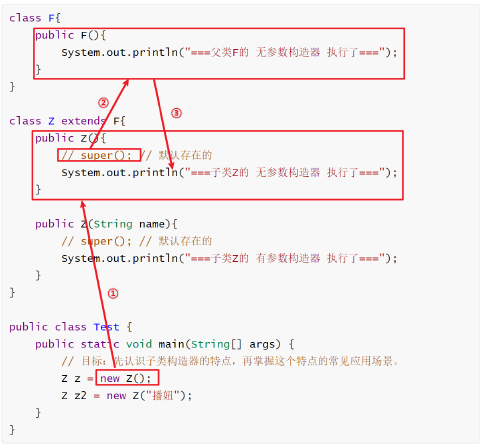 class F{
public F(){
System.out.println("===父类F的 无参数构造器 执行了===");
}
}
②
③
class Z extends F{
public Z(){
// super(); // 默认存在的
System.out.println("===子类Z的 无参数构造器 执行了===");
}
public Z(String name){
// super(); // 默认存在的
System.out.println("===子类Z的 有参数构造器 执行了===");
}
}
①
public class Test {
public static void main(String[] args) {
// 目标：先认识子类构造器的特点，再掌握这个特点的常见应用场景。
Z z = new Z();
Z z2 = new Z("播妞");
}
}